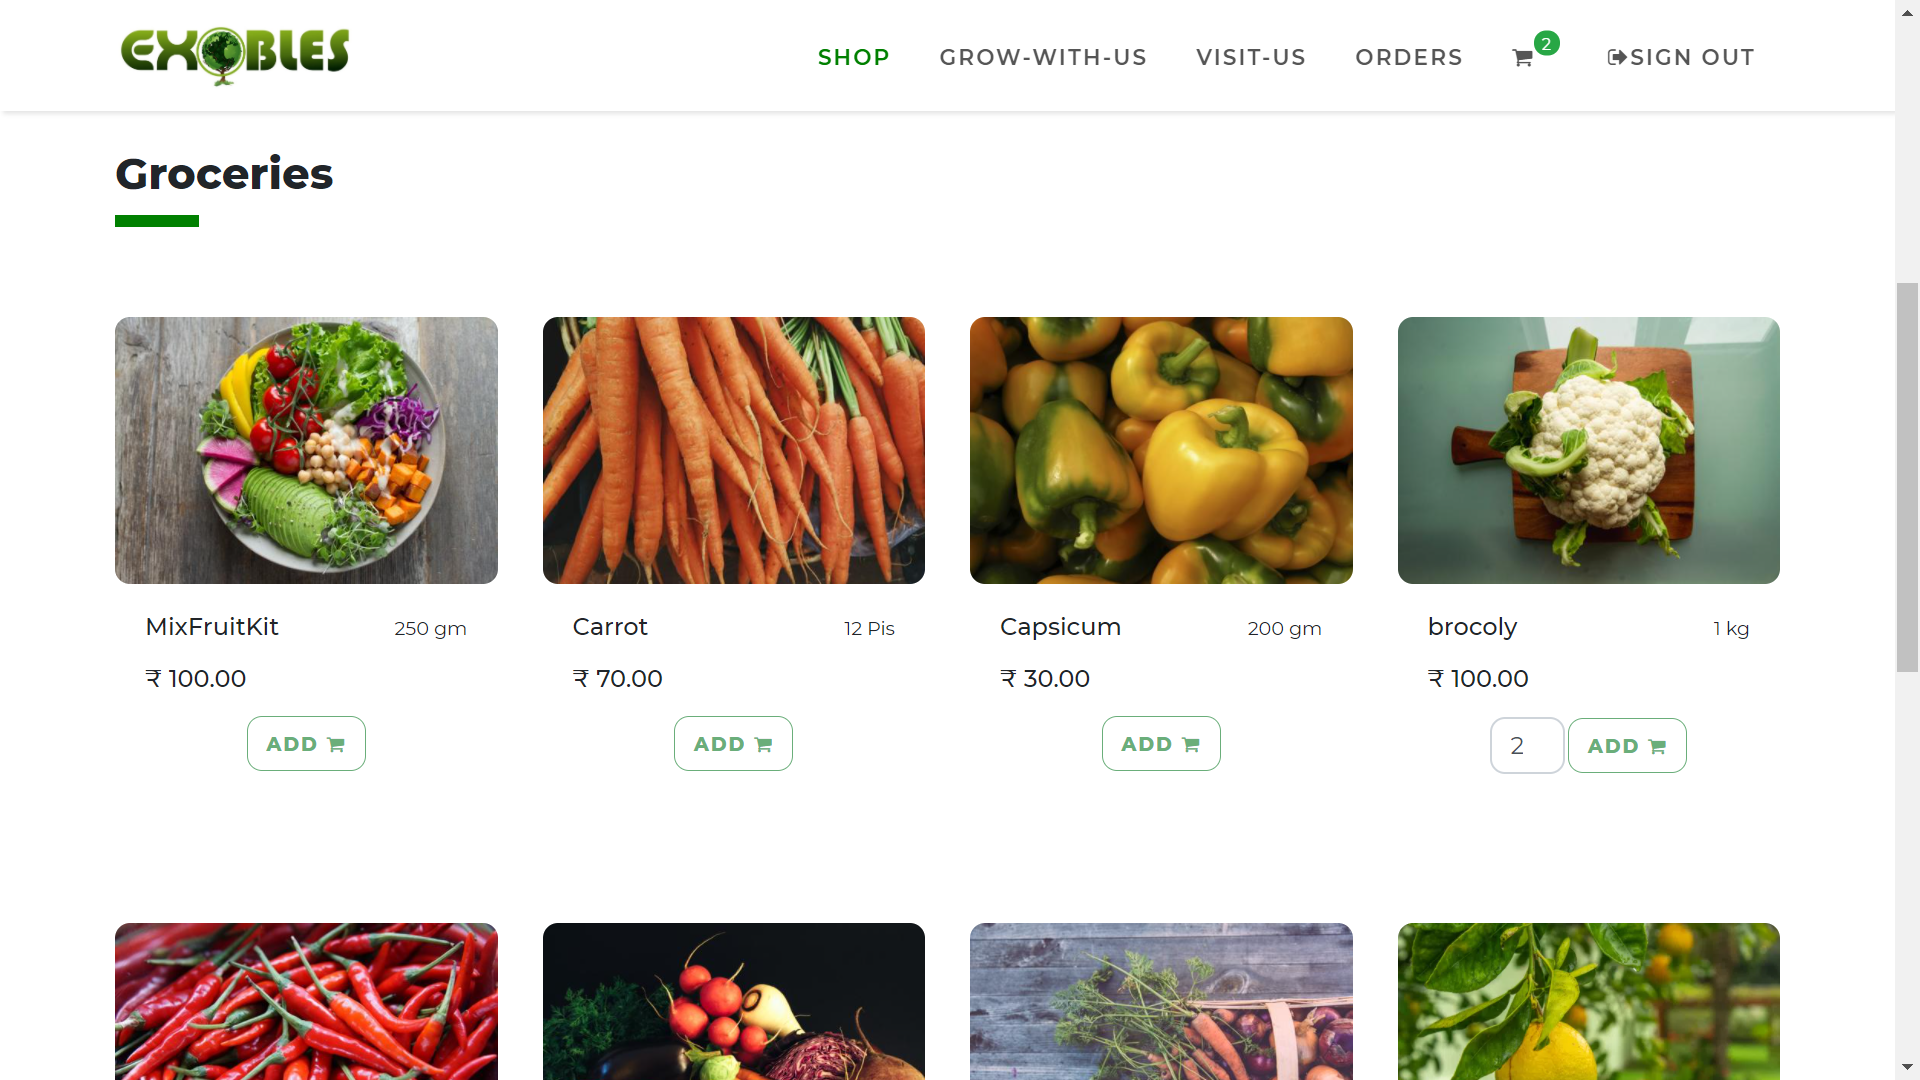 EXOBLES
SHOP GROW-WITH-US VISIT-US ORDERS 2 SIGN OUT
Groceries
MixFruitKit 250 gm
₹ 100.00
ADD
Carrot 12 Pis
₹ 70.00
ADD
Capsicum 200 gm
₹ 30.00
ADD
brocoly 1 kg
₹ 100.00
2 ADD